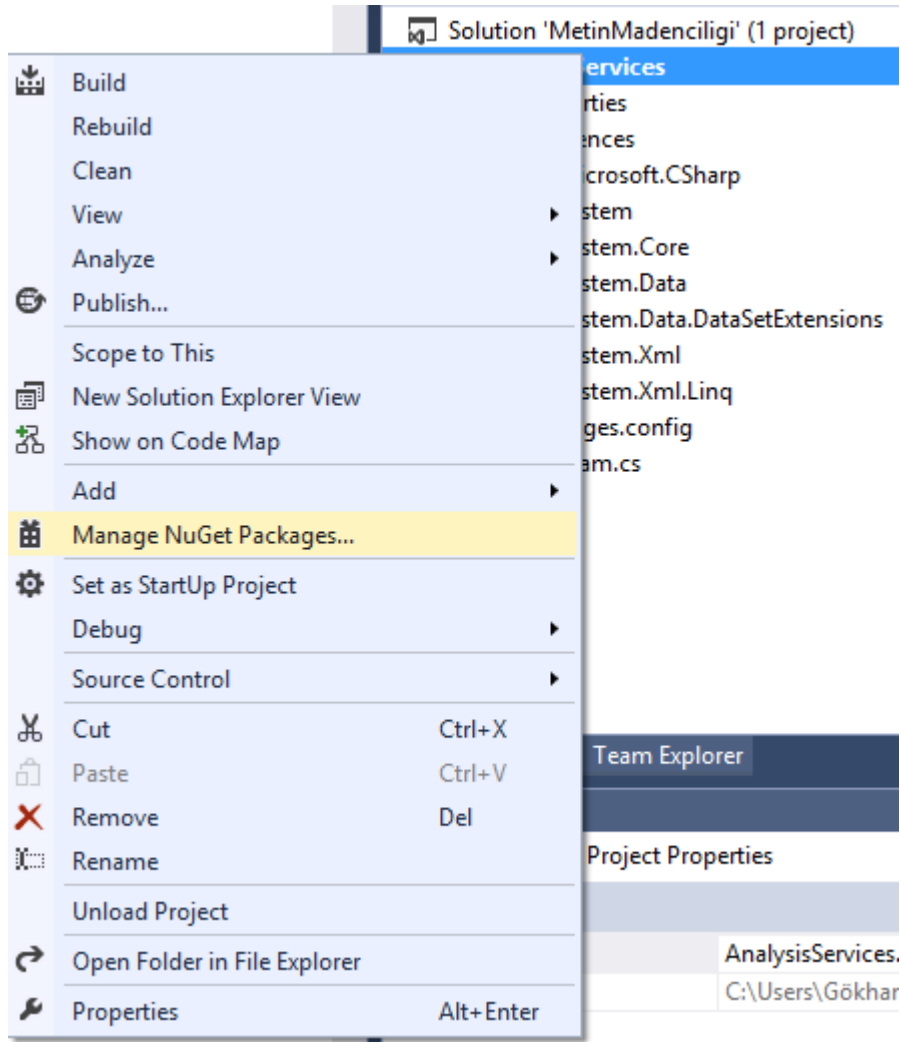 Solution 'MetinMadenciligi' (1 project)
Build
Rebuild
Clean
View
Analyze
Publish...
Scope to This
New Solution Explorer View
Show on Code Map
Add
Manage NuGet Packages...
Set as StartUp Project
Debug
Source Control
Cut Ctrl+X
Paste Ctrl+V
Remove Del
Rename
Unload Project
Open Folder in File Explorer
Properties Alt+Enter
ervices
rties
ences
icrosoft.CSharp
stem
stem.Core
stem.Data
stem.Data.DataSetExtensions
stem.Xml
stem.Xml.Linq
ges.config
am.cs
Team Explorer
Project Properties
AnalysisServices.
C:\Users\Gökhar